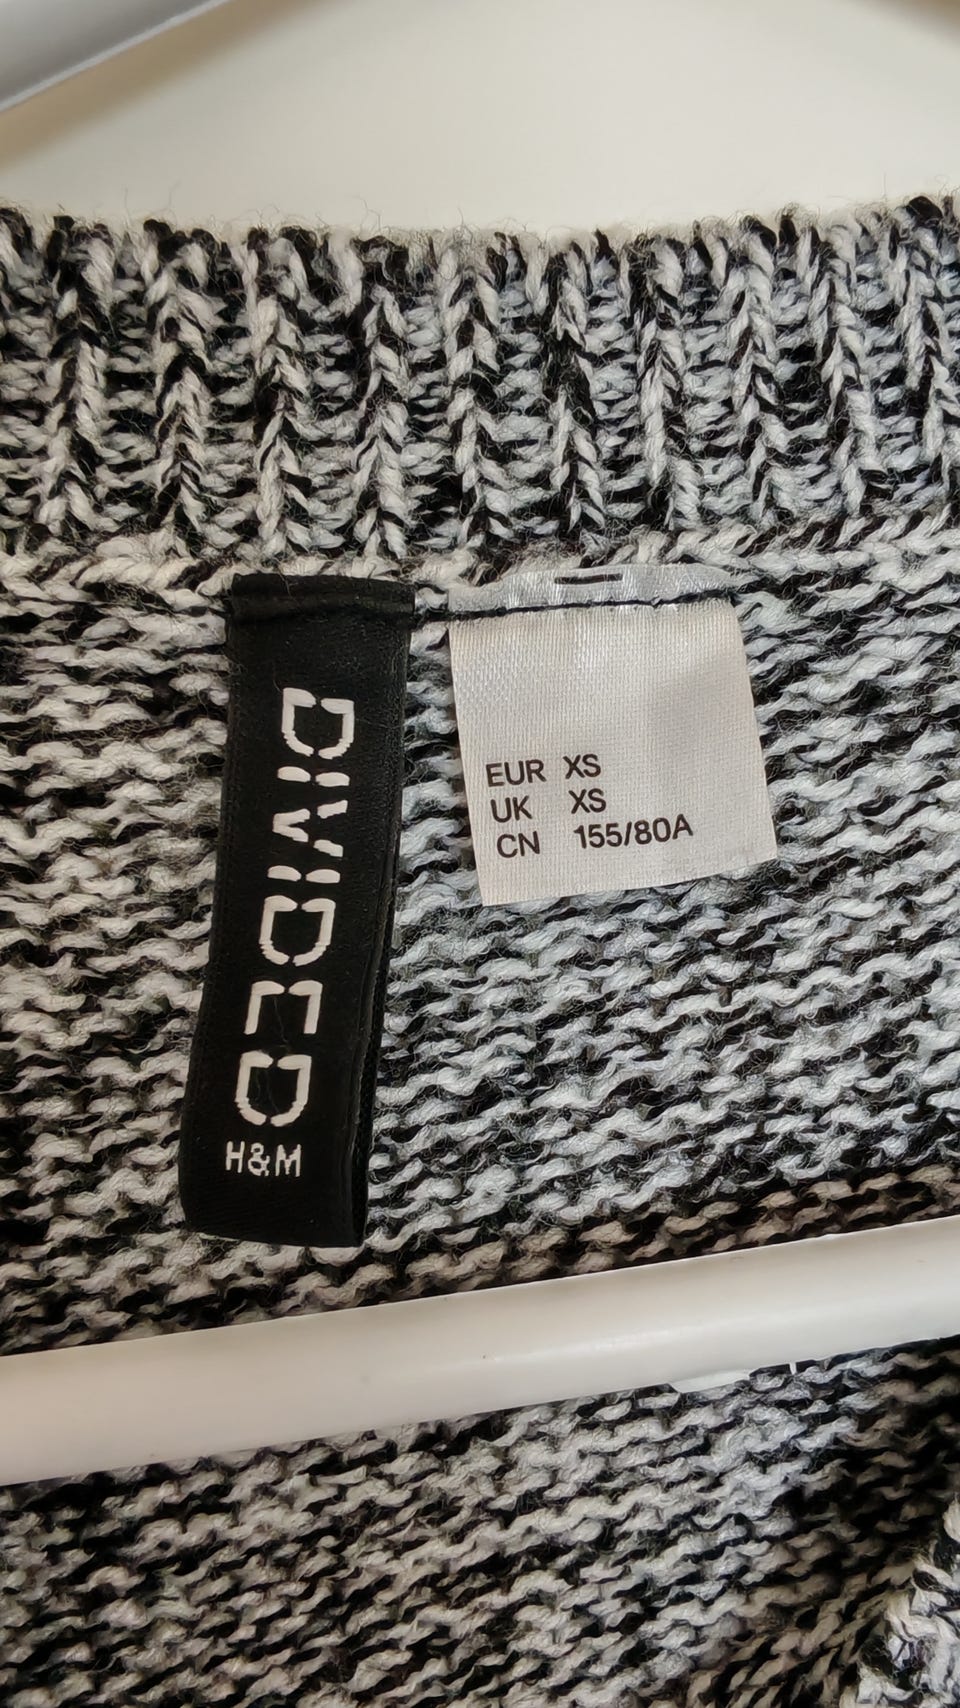 DIVIDED
H&M
EUR XS
UK XS
CN 155/80A